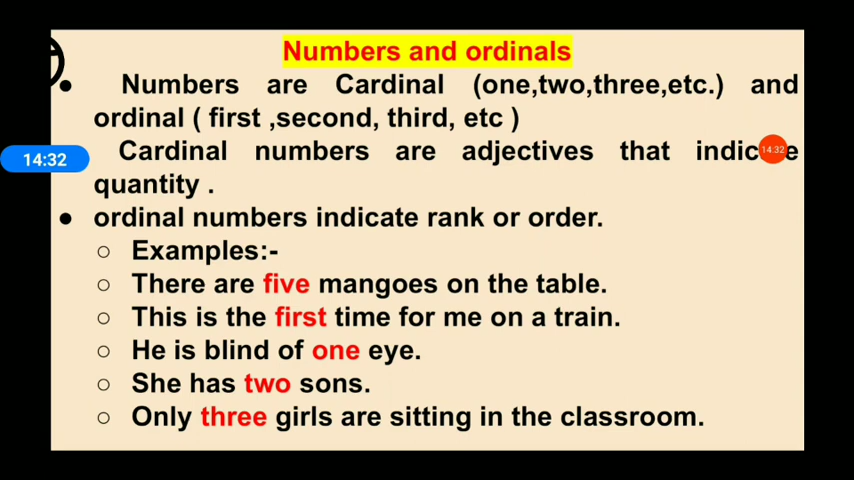 Numbers and ordinals
Numbers are Cardinal (one,two,three,etc.) and
ordinal ( first ,second, third, etc )
14:32
Cardinal numbers are adjectives that
14:32
quantity .
ordinal numbers indicate rank or order.
Examples:-
There are five mangoes on the table.
This is the first time for me on a train.
He is blind of one eye.
She has two sons.
Only three girls are sitting in the classroom.